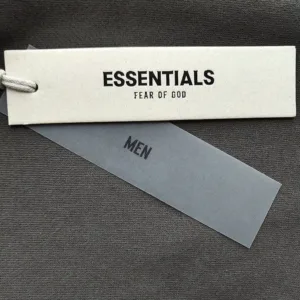 ESSENTIALS
FEAR OF GOD
MEN